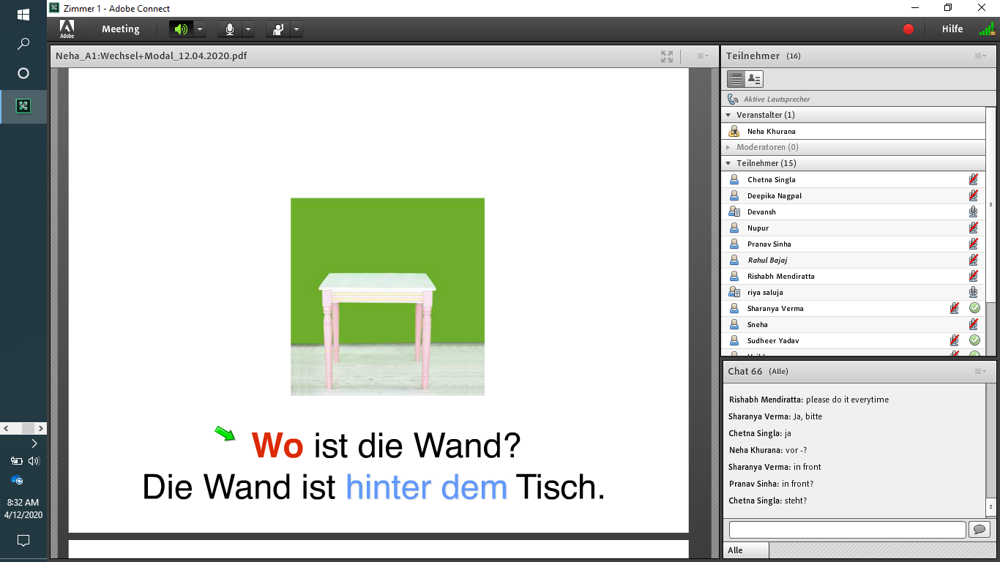 Zimmer 1 - Adobe Connect
Adobe
Meeting
Hilfe
Neha_A1:Wechsel+Modal_12.04.2020.pdf
Wo ist die Wand?
Die Wand ist hinter dem Tisch.
Teilnehmer (16)
Aktive Lautsprecher
Veranstalter (1)
Neha Khurana
Moderatoren (0)
Teilnehmer (15)
Chetna Singla
Deepika Nagpal
Devansh
Nupur
Pranav Sinha
Rahul Bajaj
Rishabh Mendiratta
riya saluja
Sharanya Verma
Sneha
Sudheer Yadav
Chat 66 (Alle)
Rishabh Mendiratta: please do it everytime
Sharanya Verma: Ja, bitte
Chetna Singla: ja
Neha Khurana: vor -?
Sharanya Verma: in front
Pranav Sinha: in front?
Chetna Singla: steht?
Alle
8:32 AM
4/12/2020